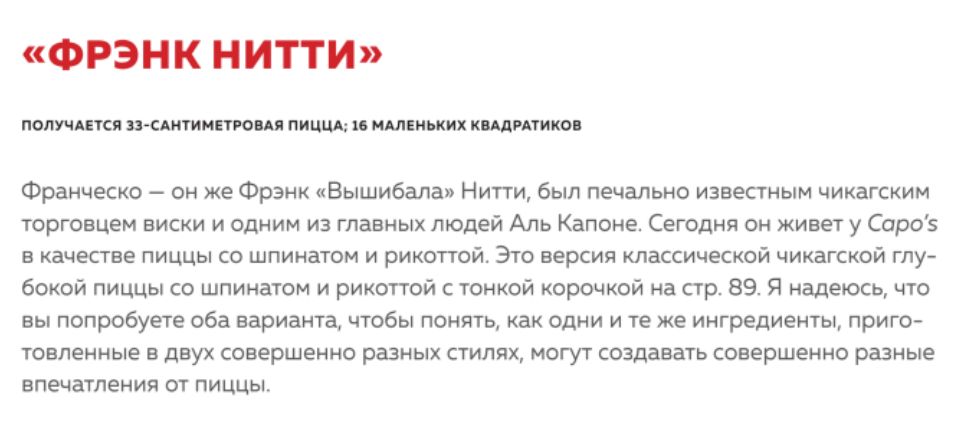 «ФРЭНК НИТТИ»
ПОЛУЧАЕТСЯ 33-САНТИМЕТРОВАЯ ПИЦЦА; 16 МАЛЕНЬКИХ КВАДРАТИКОВ
Франческо — он же Фрэнк «Вышибала» Нитти, был печально известным чикагским
торговцем виски и одним из главных людей Аль Капоне. Сегодня он живет у Capo’s
в качестве пиццы со шпинатом и рикоттой. Это версия классической чикагской глу-
бокой пиццы со шпинатом и рикоттой с тонкой корочкой на стр. 89. Я надеюсь, что
вы попробуете оба варианта, чтобы понять, как одни и те же ингредиенты, приго-
товленные в двух совершенно разных стилях, могут создавать совершенно разные
впечатления от пиццы.